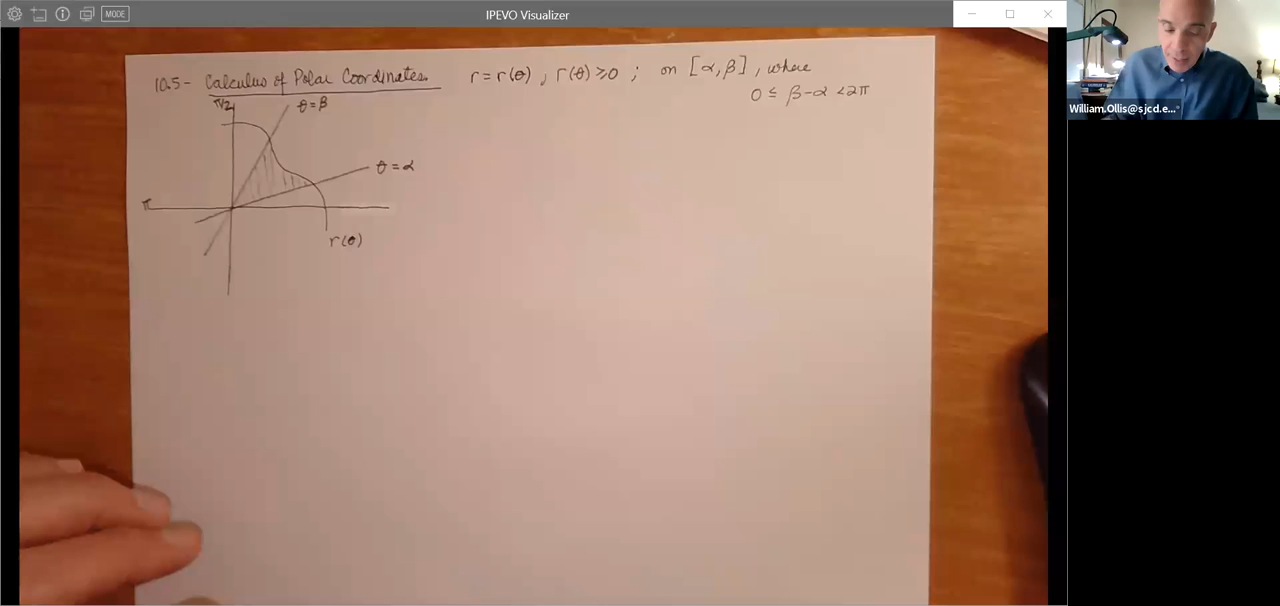 MODE
IPEVO Visualizer
10.5 - Calculus of Polar Coordinates.
r = r(θ), r(θ) > 0 ; on [α, β], where
0 ≤ β - α < 2π
π/2
θ = β
θ = α
π
r(θ)
William.Ollis@sjcd.e...